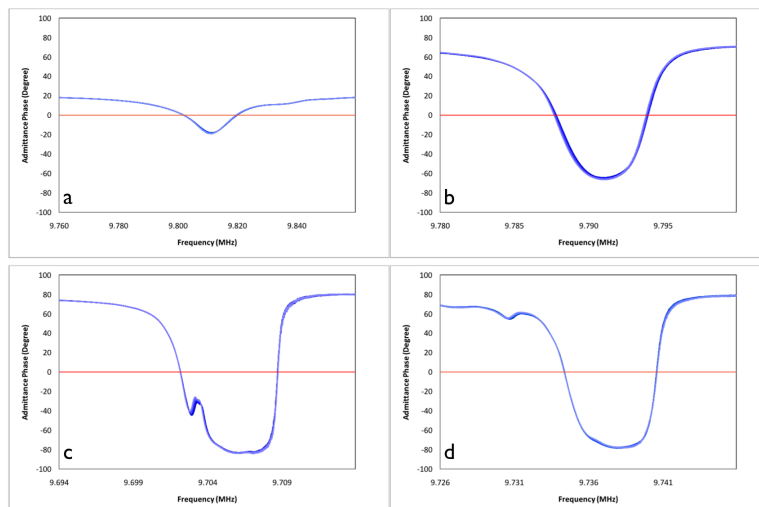 100
80
60
40
20
0
-20
-40
-60
-80
-100
Admittance Phase (Degree)
a
9.760 9.780 9.800 9.820 9.840
Frequency (MHz)
100
80
60
40
20
0
-20
-40
-60
-80
-100
Admittance Phase (Degree)
b
9.780 9.785 9.790 9.795
Frequency (MHz)
100
80
60
40
20
0
-20
-40
-60
-80
-100
Admittance Phase (Degree)
c
9.694 9.699 9.704 9.709
Frequency (MHz)
100
80
60
40
20
0
-20
-40
-60
-80
-100
Admittance Phase (Degree)
d
9.726 9.731 9.736 9.741
Frequency (MHz)